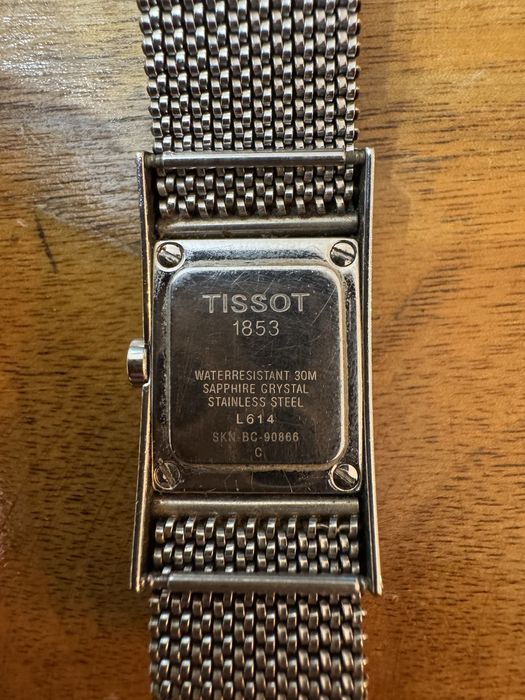 TISSOT
1853
WATERRESISTANT 30M
SAPPHIRE CRYSTAL
STAINLESS STEEL
L614
SKN-BC-90866
C